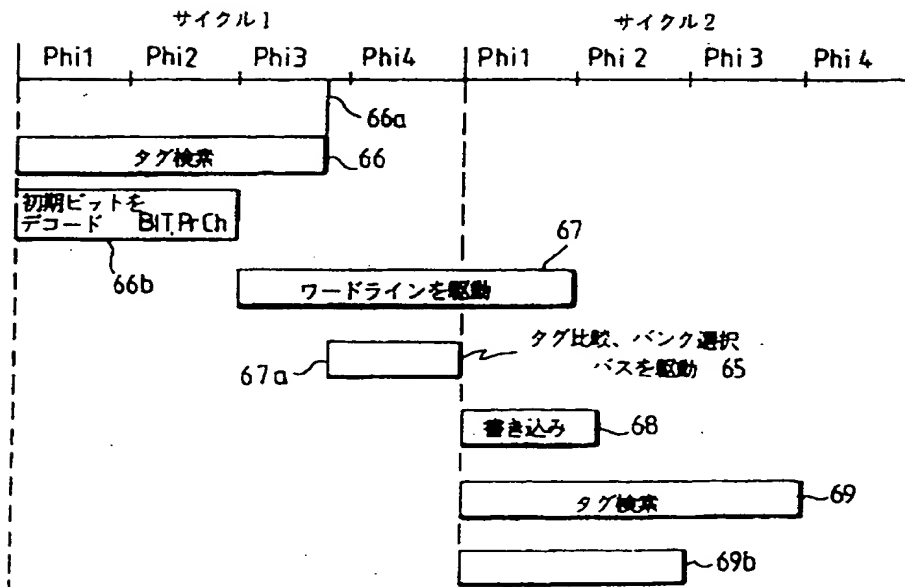 サイクル1 サイクル2
Phi1 Phi2 Phi3 Phi4 Phi1 Phi 2 Phi 3 Phi 4
66a
タグ検索 66
初期ビットを
デコード BIT.PrCh
66b
67
ワードラインを駆動
タグ比較、バンク選択
バスを駆動 65
67a
書き込み 68
タグ検索 69
69b